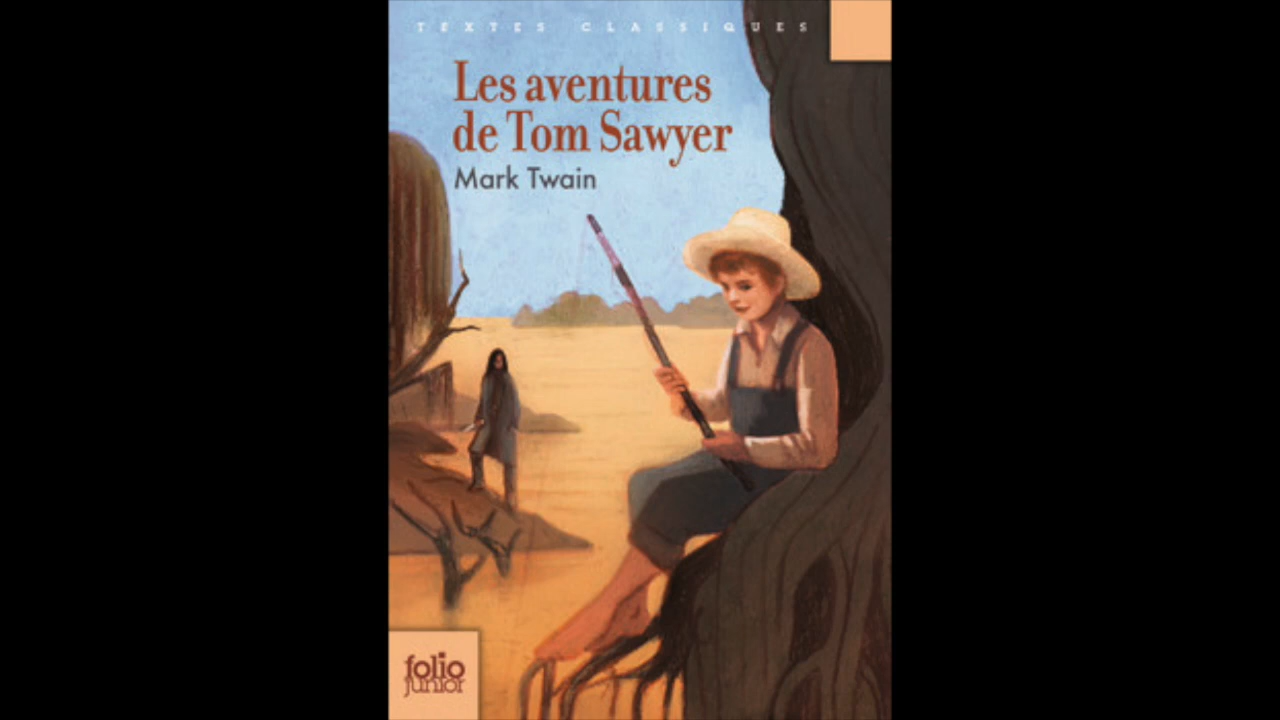 TEXTES CLASSIQUES
Les aventures
de Tom Sawyer
Mark Twain
folio
junior